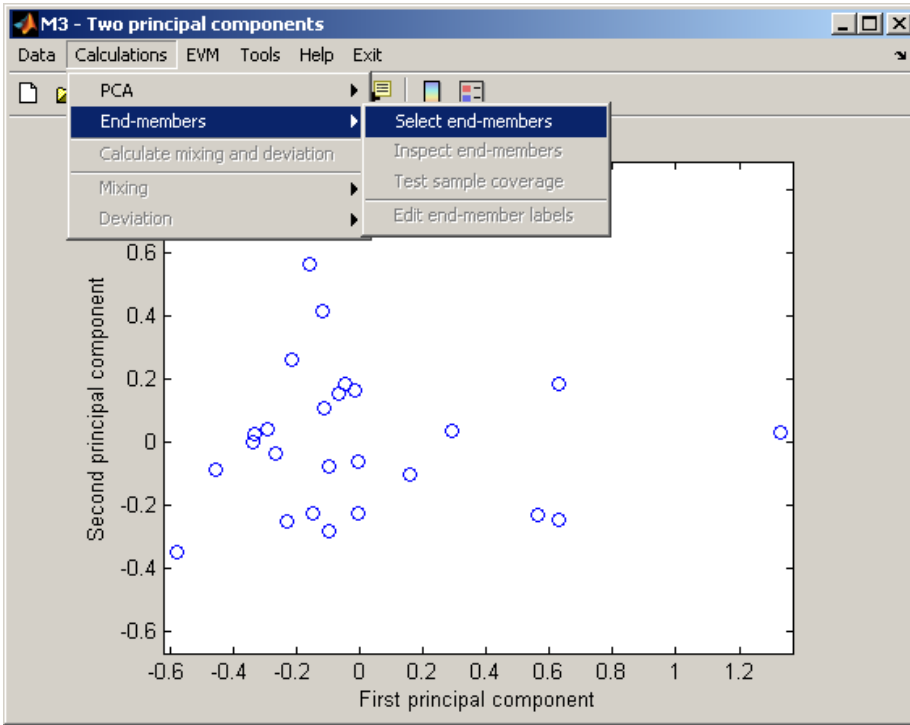 M3 - Two principal components
Data Calculations EVM Tools Help Exit
PCA
End-members
Calculate mixing and deviation
Mixing
Deviation
Select end-members
Inspect end-members
Test sample coverage
Edit end-member labels
0.6
0.4
0.2
0
-0.2
-0.4
-0.6
Second principal component
-0.6 -0.4 -0.2 0 0.2 0.4 0.6 0.8 1 1.2
First principal component